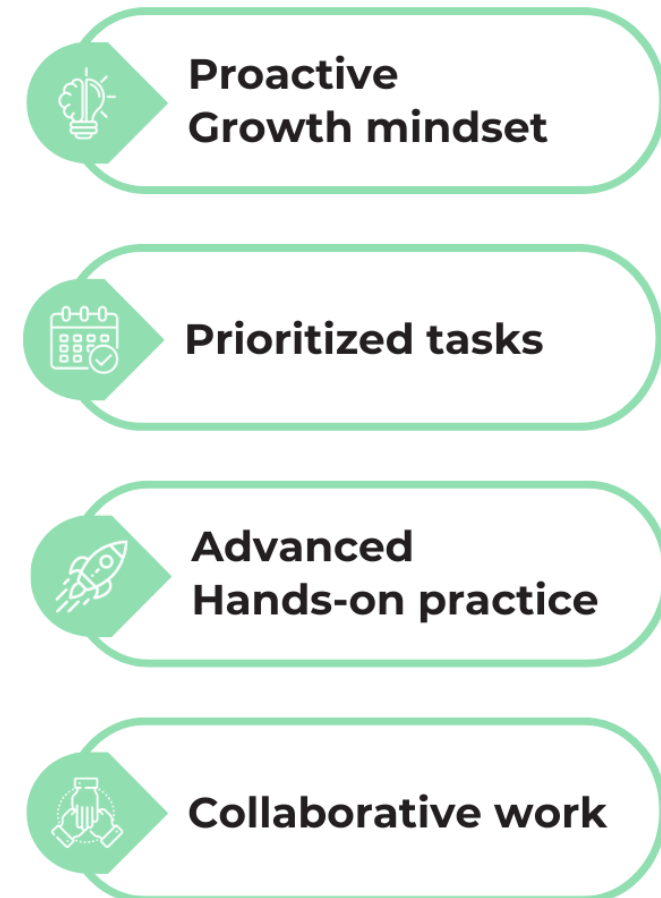 Proactive
Growth mindset
Prioritized tasks
Advanced
Hands-on practice
Collaborative work